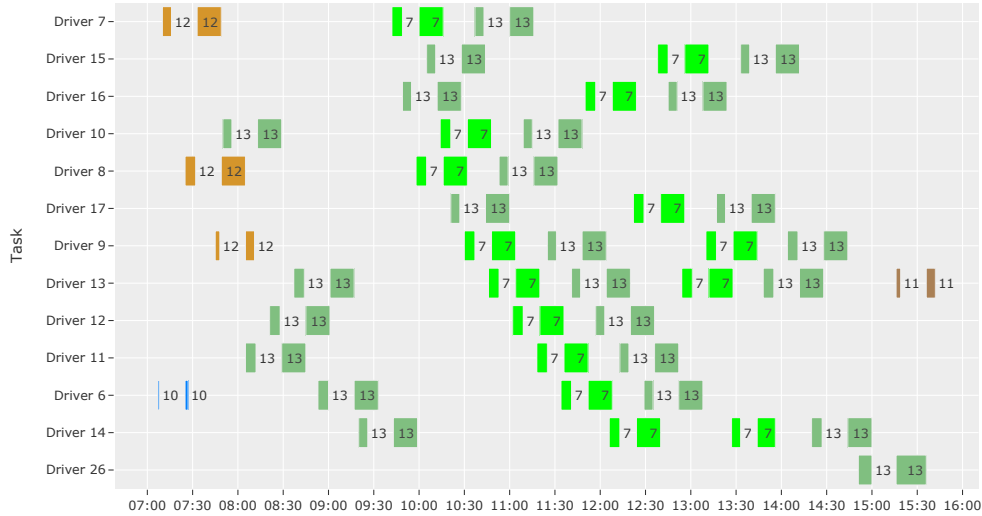 Driver 7 12 12 7 7 13 13
Driver 15 13 13 7 7 13 13
Driver 16 13 13 7 7 13 13
Driver 10 13 13 7 7 13 13
Driver 8 12 12 7 7 13 13
Driver 17 13 13 7 7 13 13
Driver 9 12 12 7 7 13 13 7 7 13 13
Driver 13 13 13 7 7 13 13 7 7 13 13 11 11
Driver 12 13 13 7 7 13 13
Driver 11 13 13 7 7 13 13
Driver 6 10 10 13 13 7 7 13 13
Driver 14 13 13 7 7 7 7 13 13
Driver 26 13 13
Task
07:00 07:30 08:00 08:30 09:00 09:30 10:00 10:30 11:00 11:30 12:00 12:30 13:00 13:30 14:00 14:30 15:00 15:30 16:00